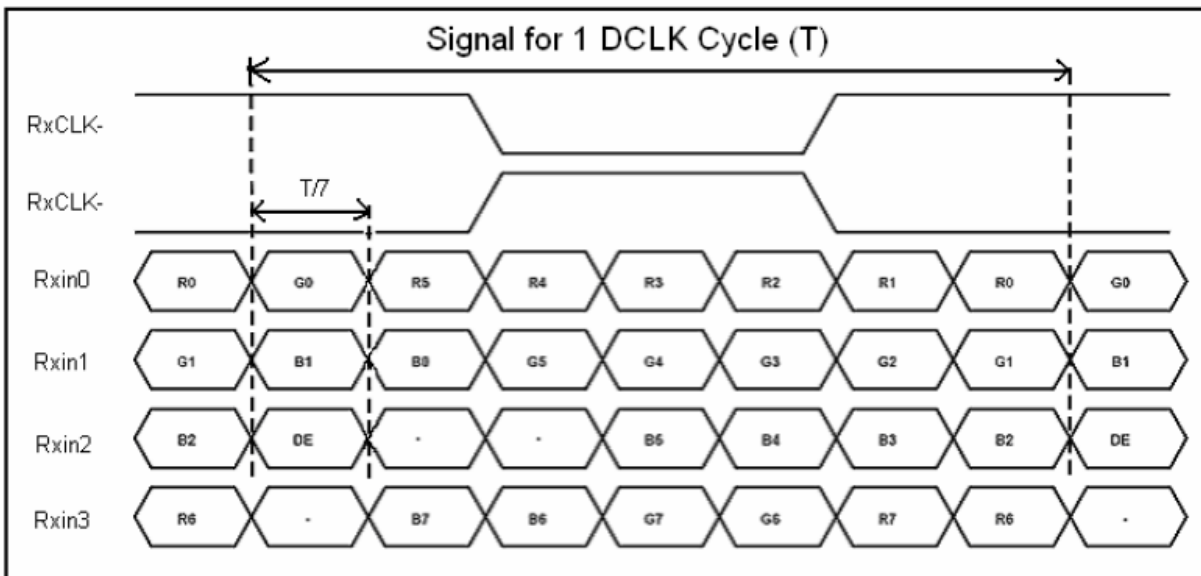 Signal for 1 DCLK Cycle (T)
RxCLK-
T/7
RxCLK-
Rxin0 R0 G0 R5 R4 R3 R2 R1 R0 G0
Rxin1 G1 B1 B0 G5 G4 G3 G2 G1 B1
Rxin2 B2 DE - - B5 B4 B3 B2 DE
Rxin3 R6 - B7 B6 G7 G6 R7 R6 -